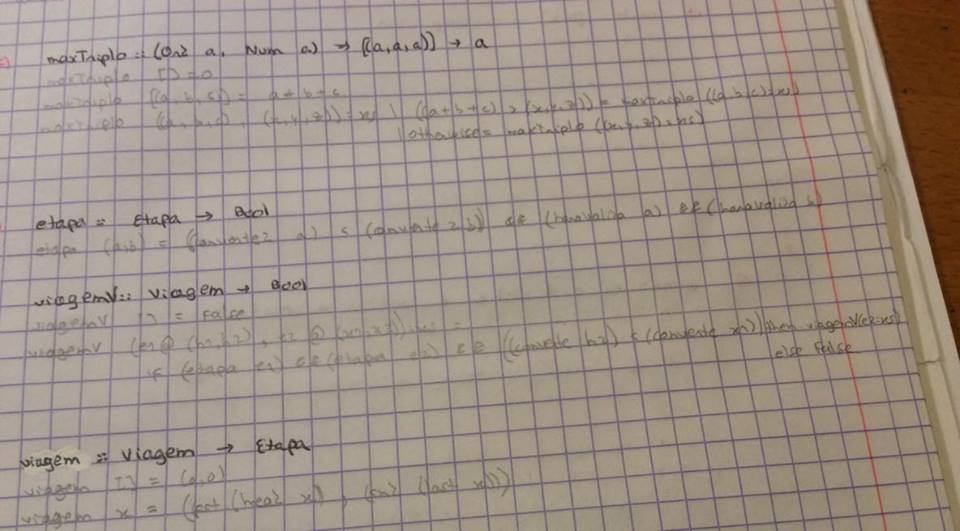 maxTriplo :: (Ord a, Num a) => [(a,a,a)] -> a
maxTriplo [] = 0
maxTriplo [(a,b,c)] = a + b + c
maxTriplo ((a,b,c): (x,y,z):xs) | ((a+b+c) > (x+y+z)) = maxTriplo ((a,b,c):xs)
| otherwise = maxTriplo ((x,y,z):xs)
etapa :: Etapa -> Bool
etapa (a,b) = (converte2 a) < (converte2 b) && (horavalida a) && (horavalida b)
viagemV :: Viagem -> Bool
viagemV [] = False
viagemV (e1@(h1,h2) : e2@(x1,x2):xs) =
if (etapa e1) && (etapa e2) && ((converte h2) < (converte x1)) then viagemV(e2:xs)
else False
viagem :: Viagem -> Etapa
viagem [] = (0,0)
viagem x = (fst (head x) , (snd (last x)))